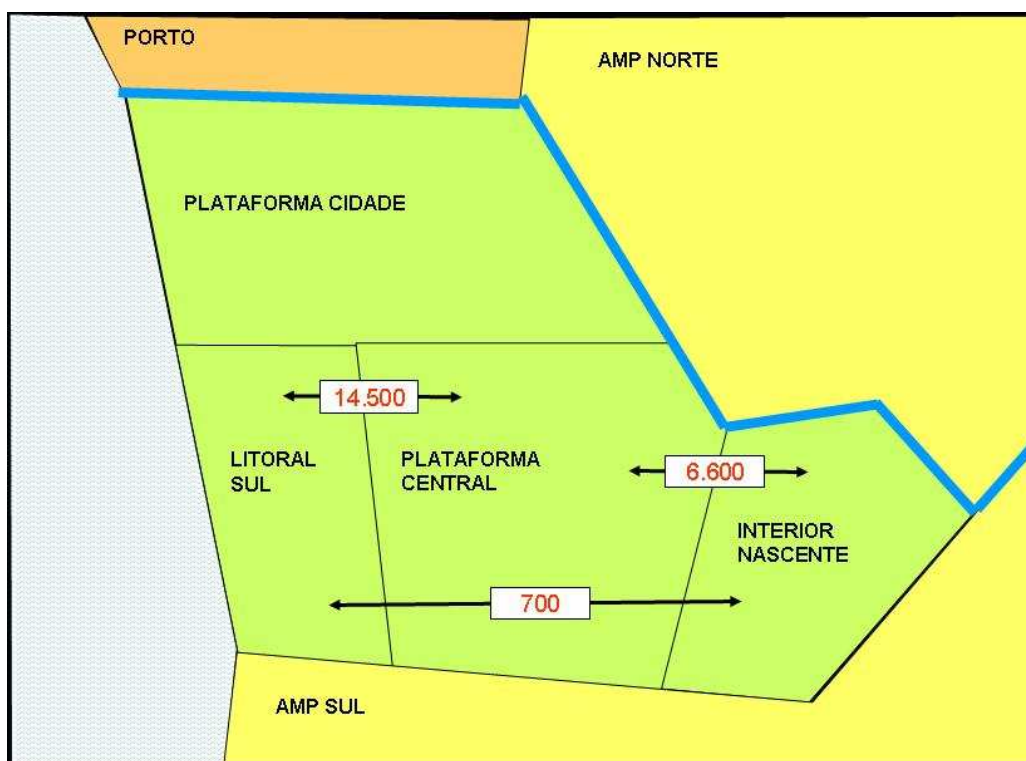 PORTO
AMP NORTE
PLATAFORMA CIDADE
14.500
LITORAL
SUL
PLATAFORMA
CENTRAL
6.600
INTERIOR
NASCENTE
700
AMP SUL